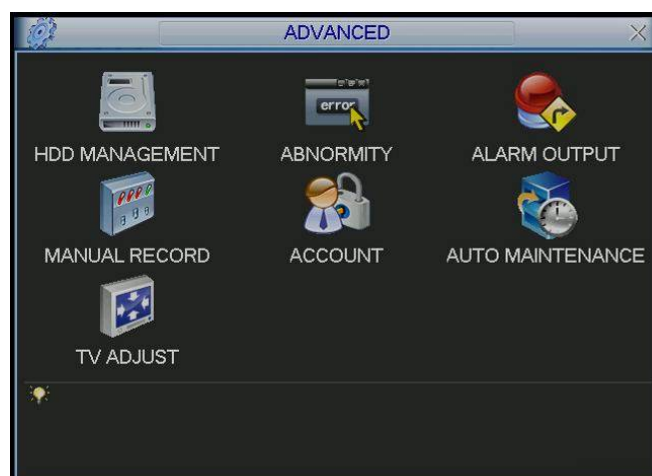 ADVANCED
HDD MANAGEMENT ABNORMITY ALARM OUTPUT
error
MANUAL RECORD ACCOUNT AUTO MAINTENANCE
TV ADJUST